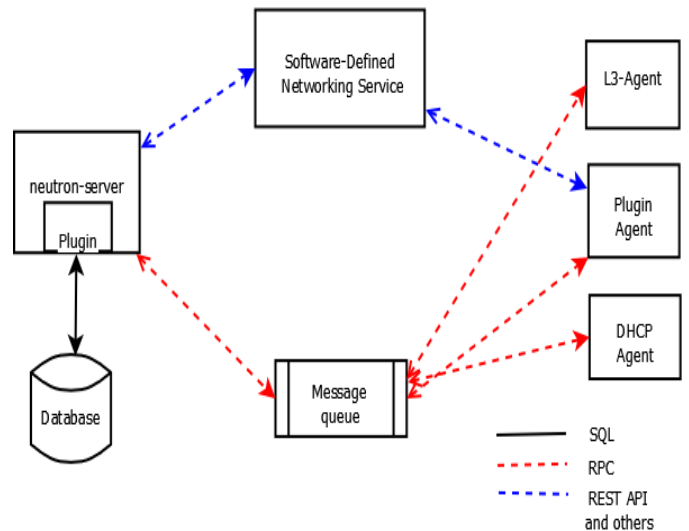 Software-Defined
Networking Service
L3-Agent
neutron-server
Plugin
Plugin
Agent
DHCP
Agent
Database
Message
queue
SQL
RPC
REST API
and others